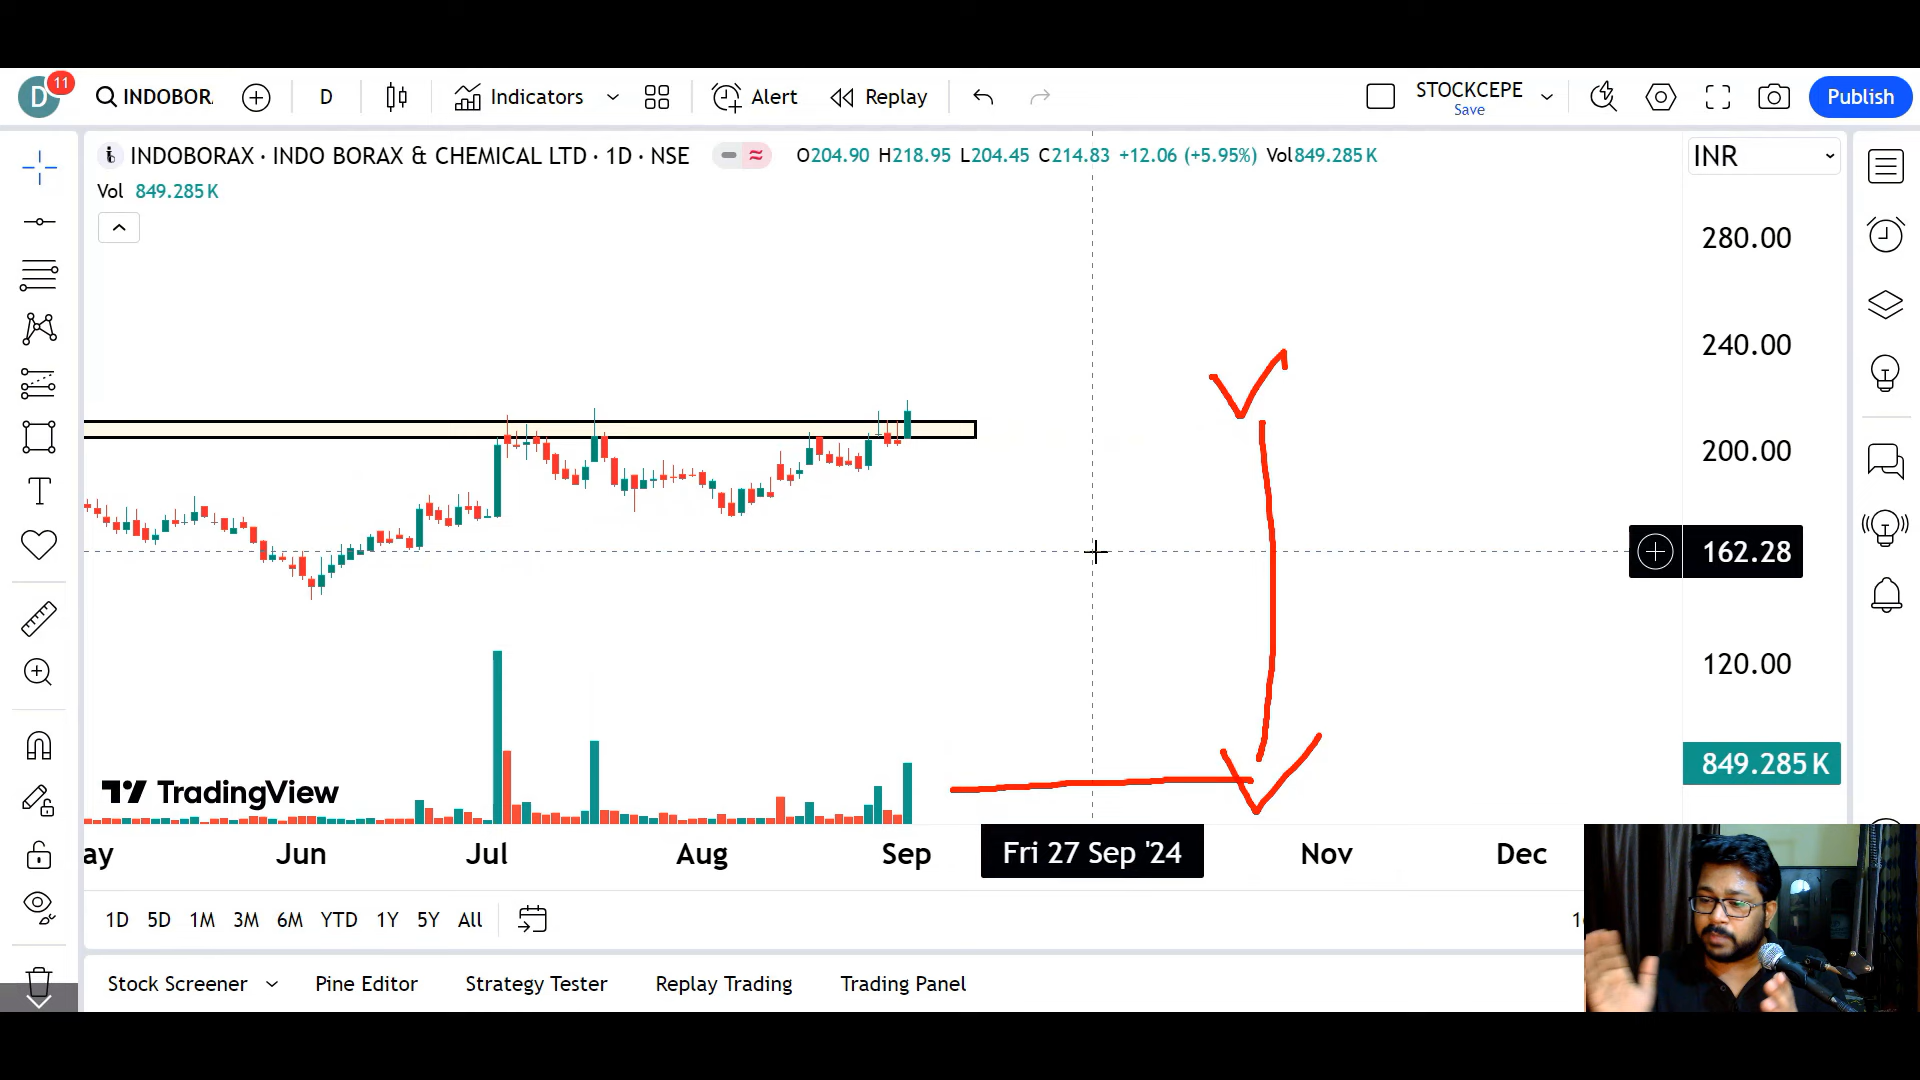 D 11 INDOBOR D Indicators Alert Replay STOCKCEPE Save Publish
INDOBORAX · INDO BORAX & CHEMICAL LTD · 1D · NSE O204.90 H218.95 L204.45 C214.83 +12.06 (+5.95%) Vol849.285K INR
Vol 849.285K
280.00
240.00
200.00
162.28
120.00
849.285K
TradingView
ay Jun Jul Aug Sep Fri 27 Sep '24 Nov Dec
1D 5D 1M 3M 6M YTD 1Y 5Y All
Stock Screener Pine Editor Strategy Tester Replay Trading Trading Panel